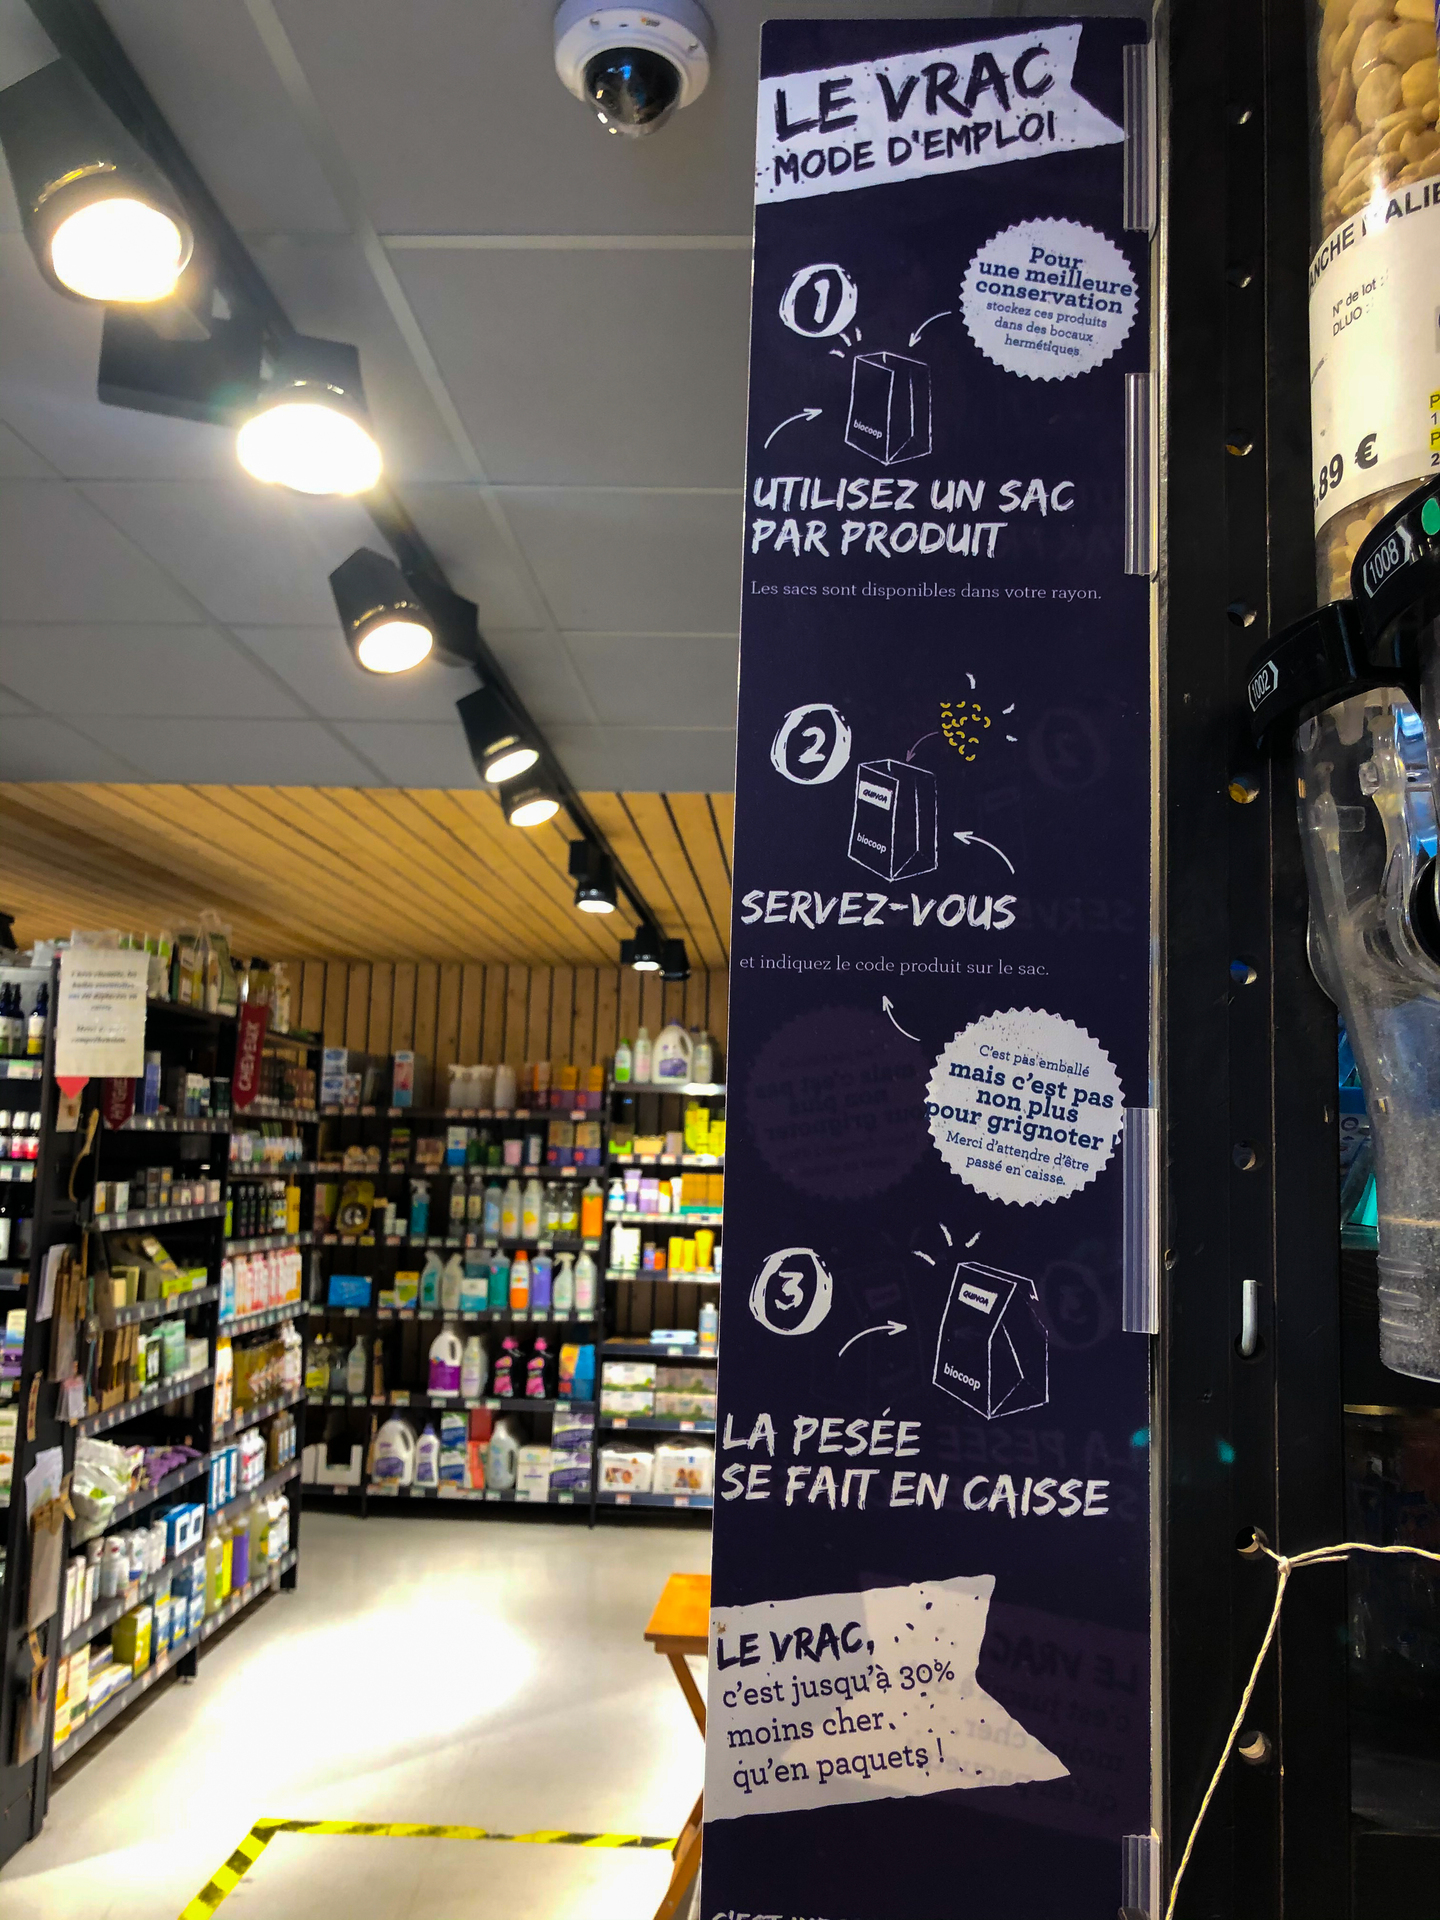 LE VRAC
MODE D'EMPLOI
1
Pour
une meilleure
conservation
stockez ces produits
dans des bocaux
hermétiques
biocoop
UTILISEZ UN SAC
PAR PRODUIT
Les sacs sont disponibles dans votre rayon.
2
QUINOA
biocoop
SERVEZ-VOUS
et indiquez le code produit sur le sac.
C'est pas emballé
mais c'est pas
non plus
pour grignoter !
Merci d'attendre d'être
passé en caisse.
3
QUINOA
biocoop
LA PESÉE
SE FAIT EN CAISSE
LE VRAC,
c'est jusqu'à 30%
moins cher
qu'en paquets !
N° de lot :
DLUO :
.89 €
1008
1002
CHEVEUX